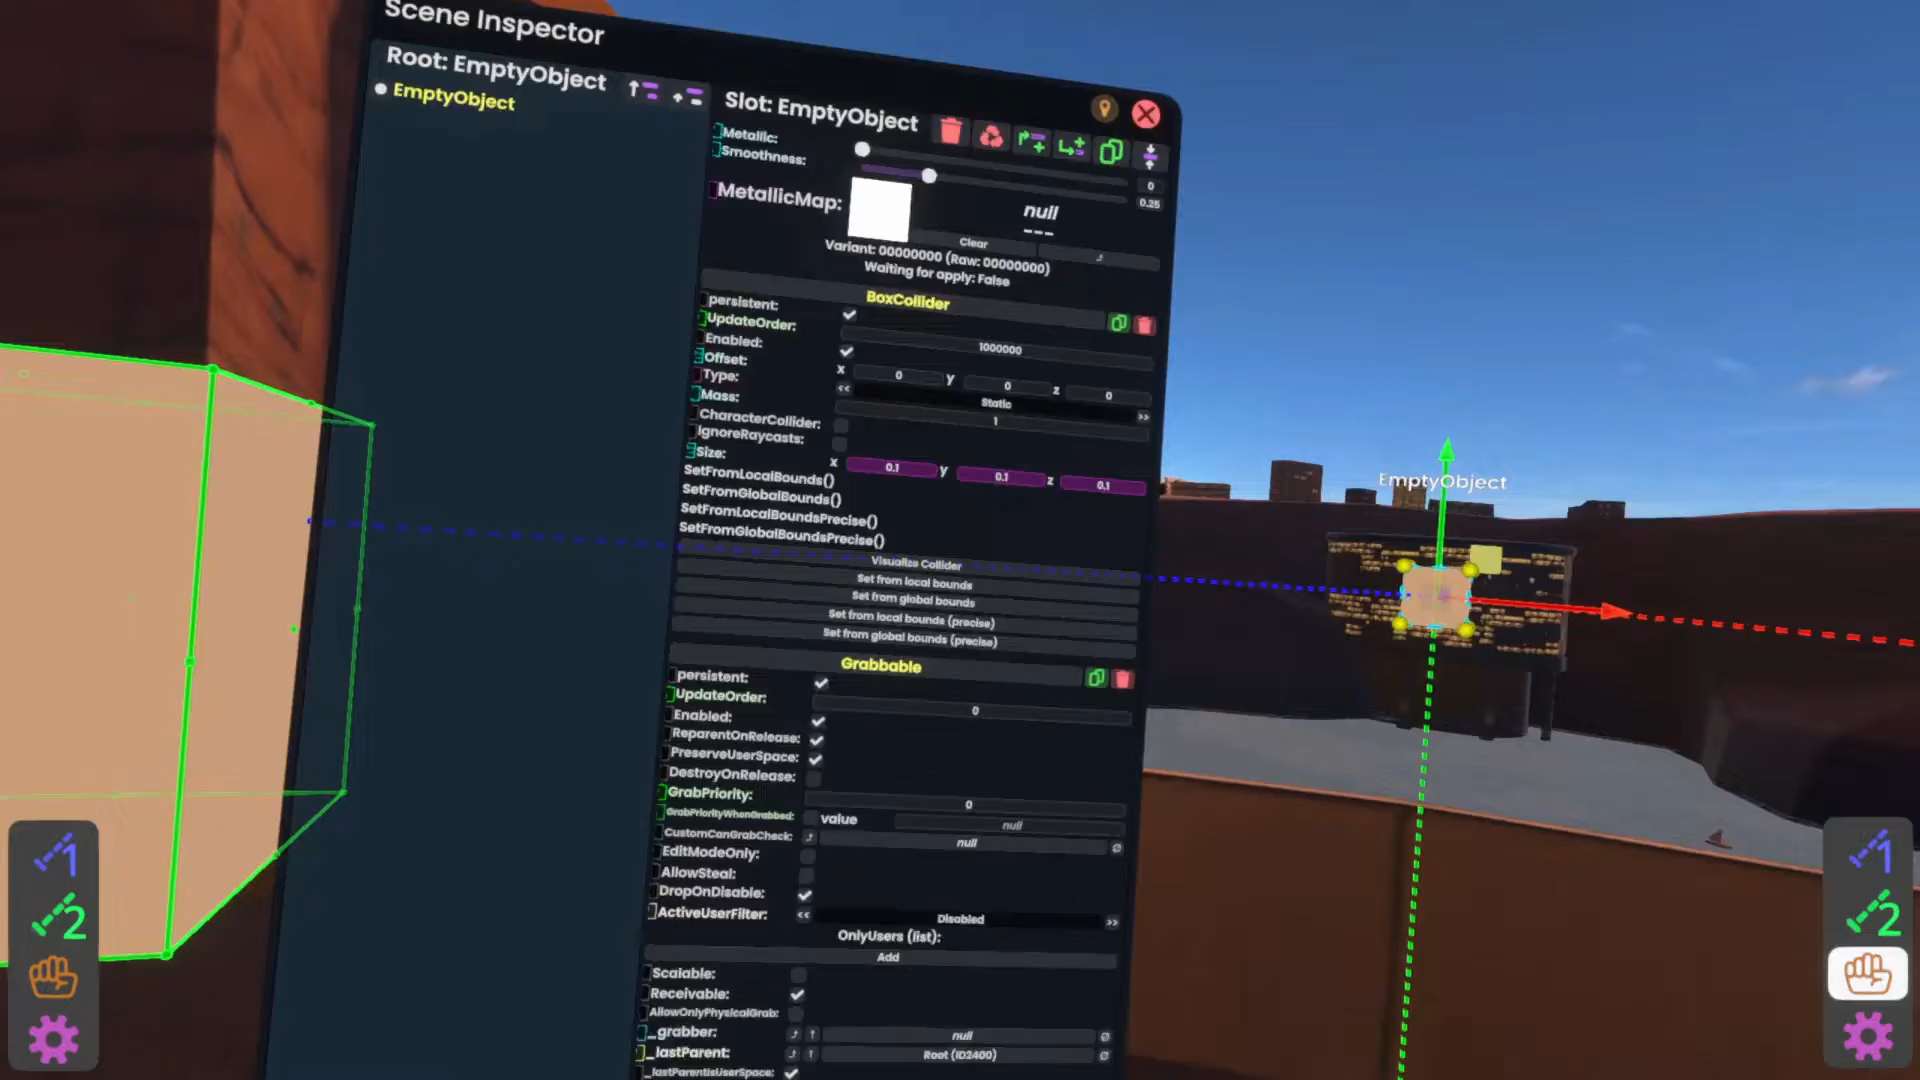 Scene Inspector
Root: EmptyObject
EmptyObject
Slot: EmptyObject
Metallic:
0
Smoothness:
0.25
MetallicMap:
null
---
Clear
Variant: 00000000 (Raw: 00000000)
Waiting for apply: False
BoxCollider
persistent:
UpdateOrder:
1000000
Enabled:
Offset:
x 0 y 0 z 0
Type:
<< Static >>
Mass:
1
CharacterCollider:
IgnoreRaycasts:
Size:
x 0.1 y 0.1 z 0.1
SetFromLocalBounds()
SetFromGlobalBounds()
SetFromLocalBoundsPrecise()
SetFromGlobalBoundsPrecise()
Visualize Collider
Set from local bounds
Set from global bounds
Set from local bounds (precise)
Set from global bounds (precise)
Grabbable
persistent:
UpdateOrder:
0
Enabled:
ReparentOnRelease:
PreserveUserSpace:
DestroyOnRelease:
GrabPriority:
0
GrabPriorityWhenGrabbed:
value null
CustomCanGrabCheck:
null
EditModeOnly:
AllowSteal:
DropOnDisable:
ActiveUserFilter:
<< Disabled >>
OnlyUsers (list):
Add
Scalable:
Receivable:
AllowOnlyPhysicalGrab:
_grabber:
null
_lastParent:
Root (ID2400)
_lastParentIsUserSpace:
EmptyObject
1
2
1
2